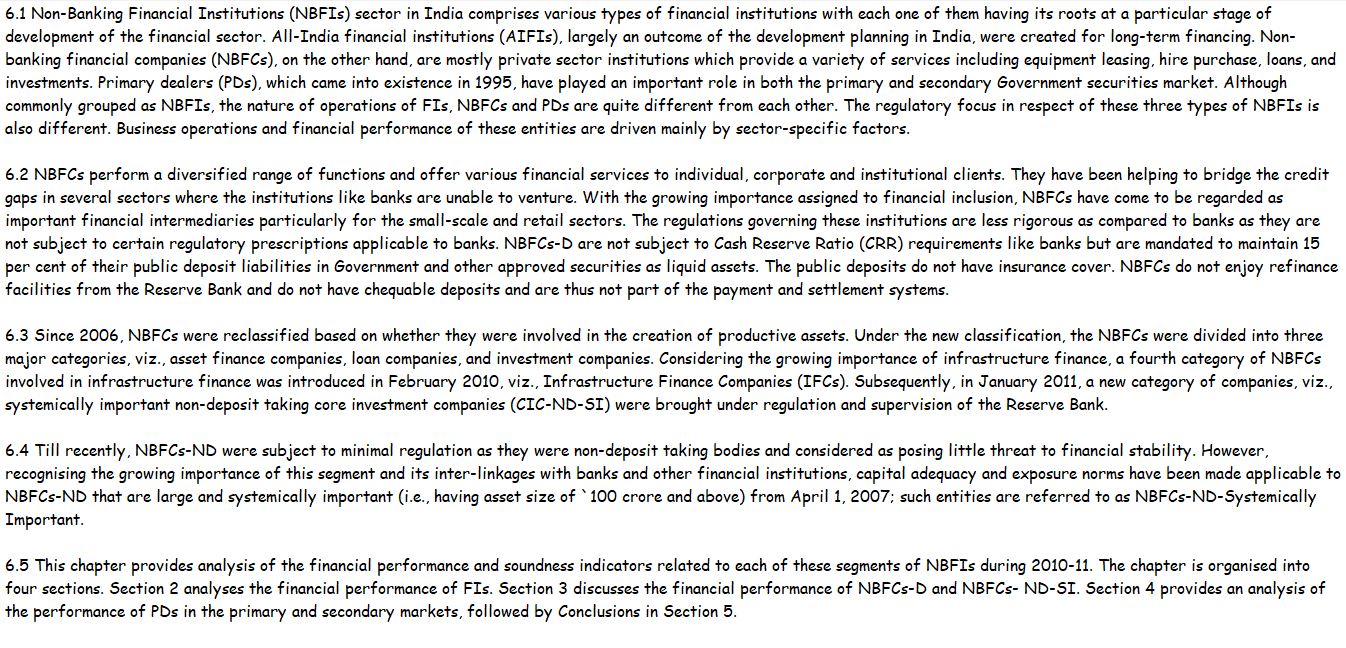 6.1 Non-Banking Financial Institutions (NBFIs) sector in India comprises various types of financial institutions with each one of them having its roots at a particular stage of
development of the financial sector. All-India financial institutions (AIFIs), largely an outcome of the development planning in India, were created for long-term financing. Non-
banking financial companies (NBFCs), on the other hand, are mostly private sector institutions which provide a variety of services including equipment leasing, hire purchase, loans, and
investments. Primary dealers (PDs), which came into existence in 1995, have played an important role in both the primary and secondary Government securities market. Although
commonly grouped as NBFIs, the nature of operations of FIs, NBFCs and PDs are quite different from each other. The regulatory focus in respect of these three types of NBFIs is
also different. Business operations and financial performance of these entities are driven mainly by sector-specific factors.

6.2 NBFCs perform a diversified range of functions and offer various financial services to individual, corporate and institutional clients. They have been helping to bridge the credit
gaps in several sectors where the institutions like banks are unable to venture. With the growing importance assigned to financial inclusion, NBFCs have come to be regarded as
important financial intermediaries particularly for the small-scale and retail sectors. The regulations governing these institutions are less rigorous as compared to banks as they are
not subject to certain regulatory prescriptions applicable to banks. NBFCs-D are not subject to Cash Reserve Ratio (CRR) requirements like banks but are mandated to maintain 15
per cent of their public deposit liabilities in Government and other approved securities as liquid assets. The public deposits do not have insurance cover. NBFCs do not enjoy refinance
facilities from the Reserve Bank and do not have chequable deposits and are thus not part of the payment and settlement systems.

6.3 Since 2006, NBFCs were reclassified based on whether they were involved in the creation of productive assets. Under the new classification, the NBFCs were divided into three
major categories, viz., asset finance companies, loan companies, and investment companies. Considering the growing importance of infrastructure finance, a fourth category of NBFCs
involved in infrastructure finance was introduced in February 2010, viz., Infrastructure Finance Companies (IFCs). Subsequently, in January 2011, a new category of companies, viz.,
systemically important non-deposit taking core investment companies (CIC-ND-SI) were brought under regulation and supervision of the Reserve Bank.

6.4 Till recently, NBFCs-ND were subject to minimal regulation as they were non-deposit taking bodies and considered as posing little threat to financial stability. However,
recognising the growing importance of this segment and its inter-linkages with banks and other financial institutions, capital adequacy and exposure norms have been made applicable to
NBFCs-ND that are large and systemically important (i.e., having asset size of `100 crore and above) from April 1, 2007; such entities are referred to as NBFCs-ND-Systemically
Important.

6.5 This chapter provides analysis of the financial performance and soundness indicators related to each of these segments of NBFIs during 2010-11. The chapter is organised into
four sections. Section 2 analyses the financial performance of FIs. Section 3 discusses the financial performance of NBFCs-D and NBFCs- ND-SI. Section 4 provides an analysis of
the performance of PDs in the primary and secondary markets, followed by Conclusions in Section 5.